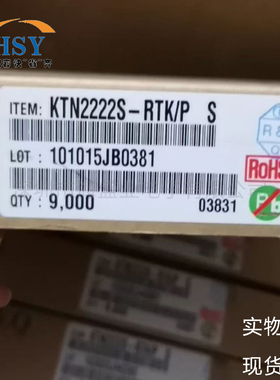 HSY
ITEM: KTN2222S-RTK/P S
LOT : 101015JB0381
RoHS
QTY : 9,000 03831
实物
现货